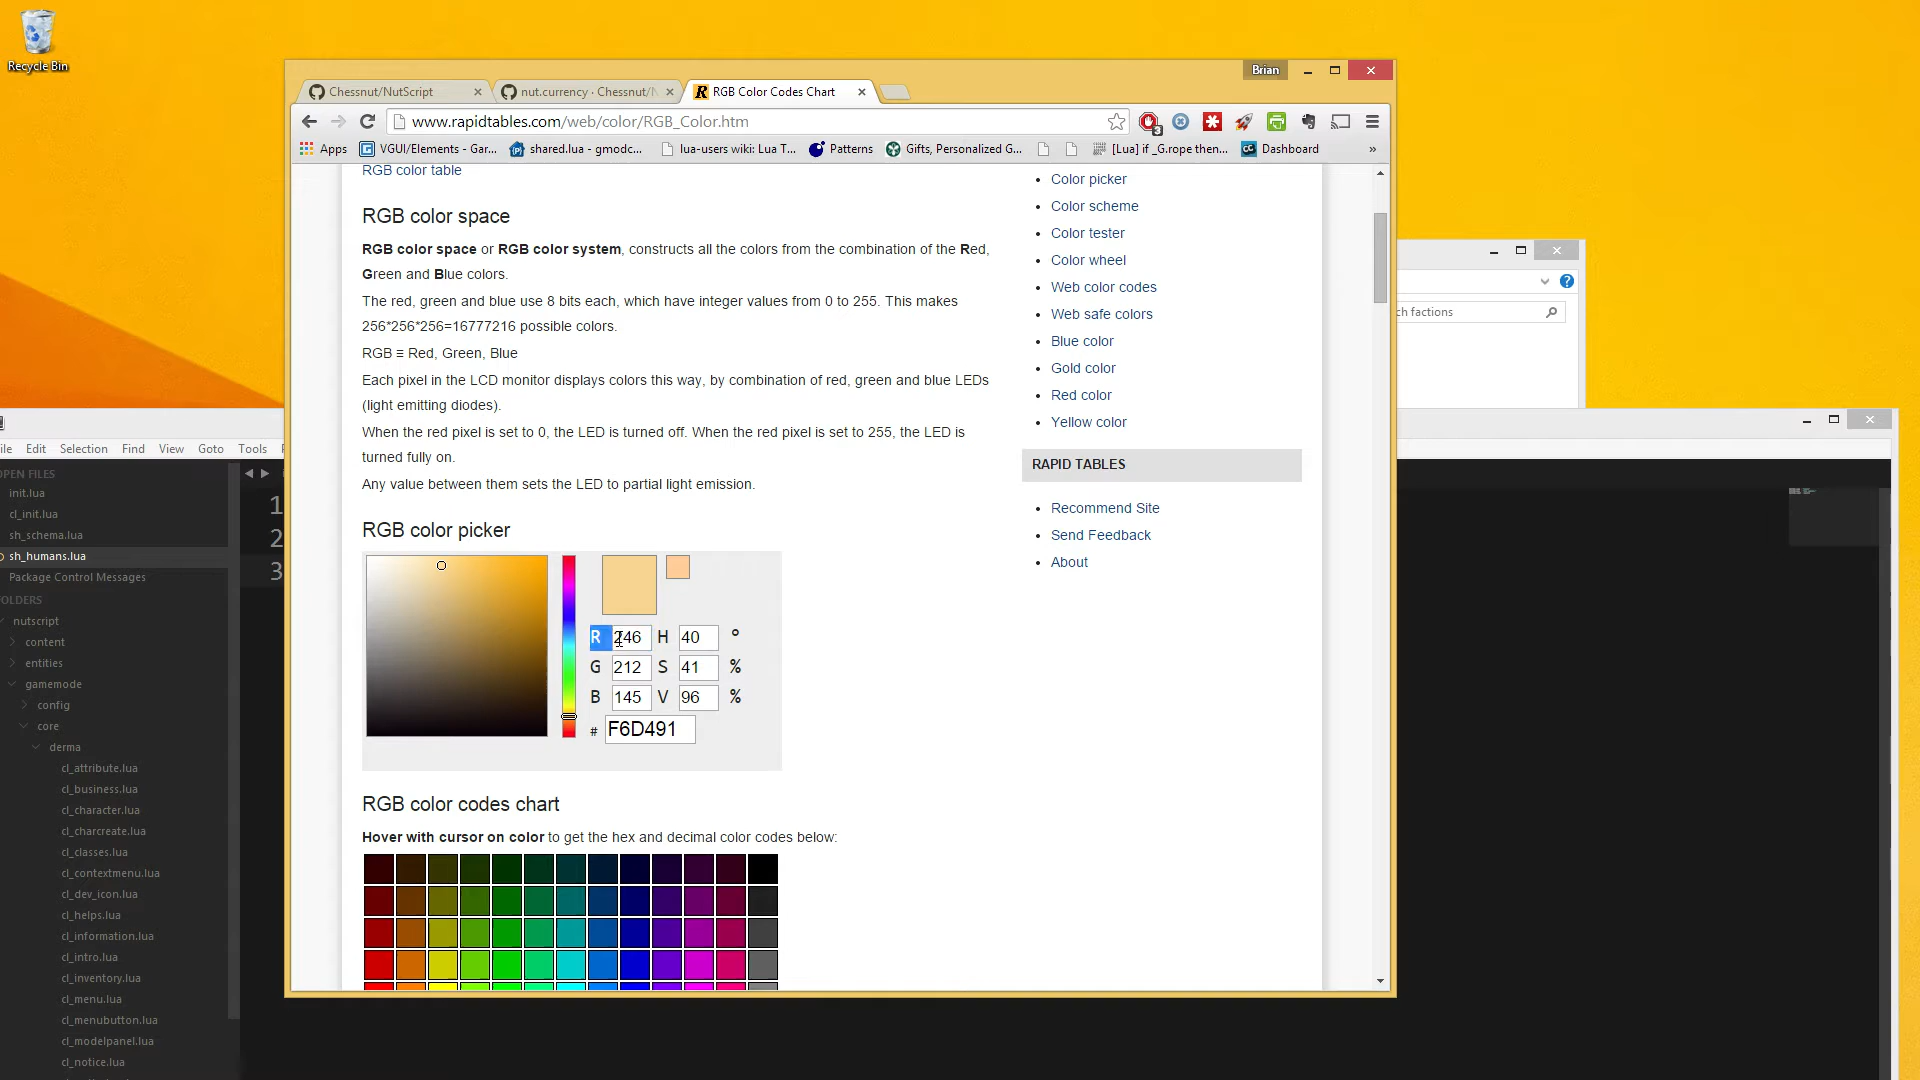 Recycle Bin
Brian
Chessnut/NutScript
nut.currency · Chessnut/N
RGB Color Codes Chart
www.rapidtables.com/web/color/RGB_Color.htm
3
Apps
VGUI/Elements - Gar...
shared.lua - gmodc...
lua-users wiki: Lua T...
Patterns
Gifts, Personalized G...
[Lua] if _G.rope then...
Dashboard
»
RGB color table
RGB color space
RGB color space or RGB color system, constructs all the colors from the combination of the Red,
Green and Blue colors.
The red, green and blue use 8 bits each, which have integer values from 0 to 255. This makes
256*256*256=16777216 possible colors.
RGB ≡ Red, Green, Blue
Each pixel in the LCD monitor displays colors this way, by combination of red, green and blue LEDs
(light emitting diodes).
When the red pixel is set to 0, the LED is turned off. When the red pixel is set to 255, the LED is
turned fully on.
Any value between them sets the LED to partial light emission.
RGB color picker
R 246 H 40 °
G 212 S 41 %
B 145 V 96 %
# F6D491
RGB color codes chart
Hover with cursor on color to get the hex and decimal color codes below:
Color picker
Color scheme
Color tester
Color wheel
Web color codes
Web safe colors
Blue color
Gold color
Red color
Yellow color
RAPID TABLES
Recommend Site
Send Feedback
About
ch factions
ile Edit Selection Find View Goto Tools
OPEN FILES
init.lua
cl_init.lua
sh_schema.lua
sh_humans.lua
Package Control Messages
FOLDERS
nutscript
content
entities
gamemode
config
core
derma
cl_attribute.lua
cl_business.lua
cl_character.lua
cl_charcreate.lua
cl_classes.lua
cl_contextmenu.lua
cl_dev_icon.lua
cl_helps.lua
cl_information.lua
cl_intro.lua
cl_inventory.lua
cl_menu.lua
cl_menubutton.lua
cl_modelpanel.lua
cl_notice.lua
1
2
3